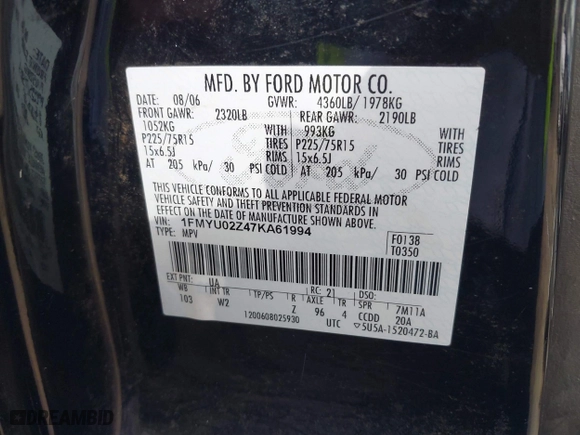 MFD. BY FORD MOTOR CO.
DATE: 08/06 GVWR: 4360LB/ 1978KG
FRONT GAWR: 2320LB REAR GAWR: 2190LB
1052KG WITH 993KG WITH
P225/75R15 TIRES P225/75R15 TIRES
15x6.5J RIMS 15x6.5J RIMS
AT 205 kPa/ 30 PSI COLD AT 205 kPa/ 30 PSI COLD
THIS VEHICLE CONFORMS TO ALL APPLICABLE FEDERAL MOTOR
VEHICLE SAFETY AND THEFT PREVENTION STANDARDS IN
EFFECT ON THE DATE OF MANUFACTURE SHOWN ABOVE.
VIN: 1FMYU02Z47KA61994
TYPE: MPV
F0138
T0350
EXT PNT: UA RC: 21 DSO:
WB INT TR TP/PS R AXLE TR SPR 7M11A
103 W2 Z 96 4 CCDD 20A
1200608025930 UTC 5U5A-1520472-BA
Ford
DREAMBID